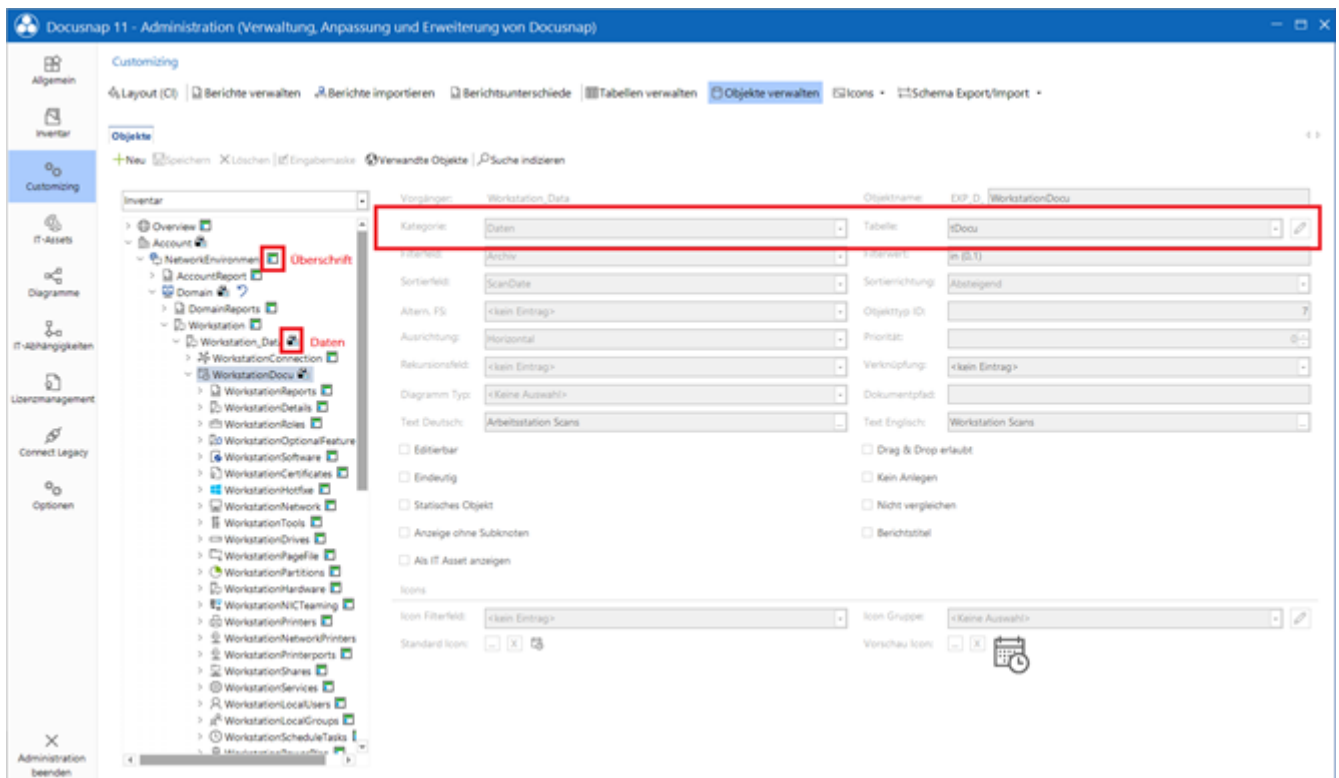 Docusnap 11 - Administration (Verwaltung, Anpassung und Erweiterung von Docusnap)
Allgemein
Inventar
Customizing
IT-Assets
Diagramme
IT-Abhängigkeiten
Lizenzmanagement
Connect Legacy
Optionen
Administration
beenden
Customizing
Layout (CI) Berichte verwalten Berichte importieren Berichtsunterschiede Tabellen verwalten Objekte verwalten Icons Schema Export/Import
Objekte
Neu Speichern X Löschen Eingabemaske Verwandte Objekte Suche indizieren
Inventar
Overview
Account
NetworkEnvironmen Überschrift
AccountReport
Domain
DomainReports
Workstation
Workstation_Dat Daten
WorkstationConnection
WorkstationDocu
WorkstationReports
WorkstationDetails
WorkstationRoles
WorkstationOptionalFeature
WorkstationSoftware
WorkstationCertificates
WorkstationHotfixe
WorkstationNetwork
WorkstationTools
WorkstationDrives
WorkstationPageFile
WorkstationPartitions
WorkstationHardware
WorkstationNICTeaming
WorkstationPrinters
WorkstationNetworkPrinters
WorkstationPrinterports
WorkstationShares
WorkstationServices
WorkstationLocalUsers
WorkstationLocalGroups
WorkstationScheduleTasks
Vorgänger: Workstation_Data Objektname: EXP_D_ WorkstationDocu
Kategorie: Daten Tabelle: tDocu
Filterfeld: Archiv Filterwert: in (0,1)
Sortierfeld: ScanDate Sortierrichtung: Absteigend
Altern. FS: <kein Eintrag> Objekttyp ID: 7
Ausrichtung: Horizontal Priorität: 0
Rekursionsfeld: <kein Eintrag> Verknüpfung: <kein Eintrag>
Diagramm Typ: <Keine Auswahl> Dokumentpfad:
Text Deutsch: Arbeitsstation Scans ... Text Englisch: Workstation Scans ...
Editierbar Drag & Drop erlaubt
Eindeutig Kein Anlegen
Statisches Objekt Nicht vergleichen
Anzeige ohne Subknoten Berichtstitel
Als IT Asset anzeigen
Icons
Icon Filterfeld: <kein Eintrag> Icon Gruppe: <Keine Auswahl>
Standard Icon: ... X Vorschau Icon: ... X